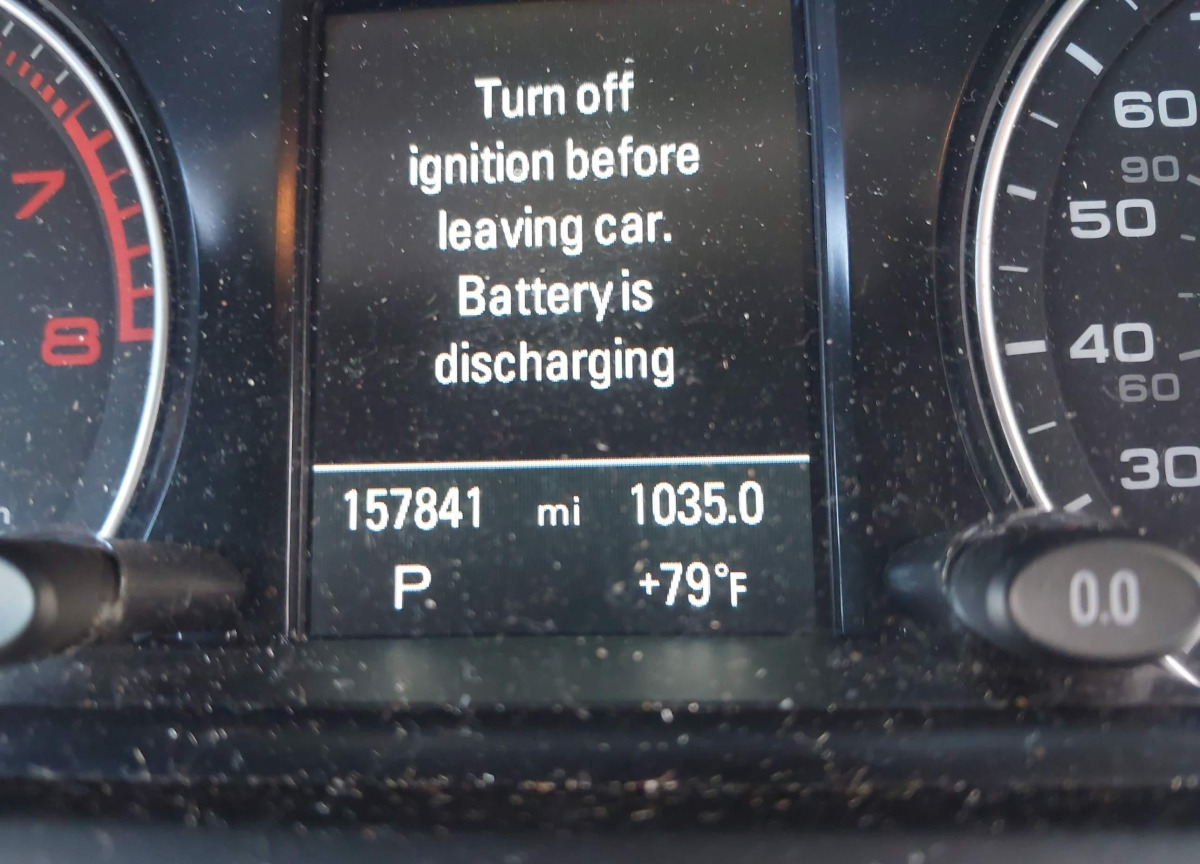 Turn off
ignition before
leaving car.
Battery is
discharging
157841 mi 1035.0
P +79°F
7
8
60
90
50
40
60
30
0.0